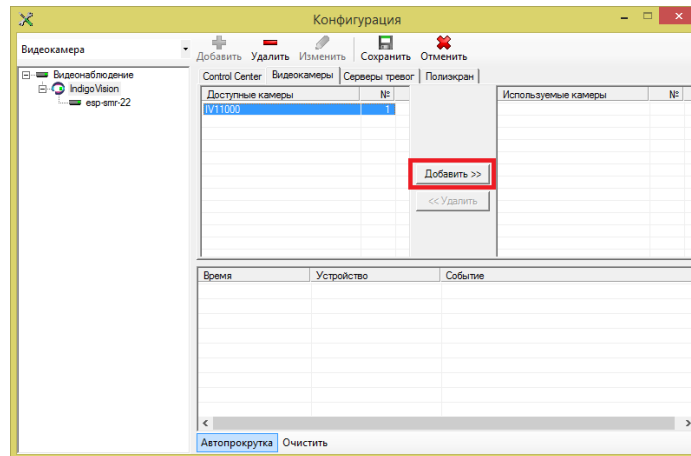 Конфигурация
Видеокамера
Добавить Удалить Изменить Сохранить Отменить
Видеонаблюдение
IndigoVision
esp-smr-22
Control Center Видеокамеры Серверы тревог Полиэкран
Доступные камеры №
IV11000 1
Используемые камеры №
Добавить >>
<< Удалить
Время Устройство Событие
Автопрокрутка Очистить